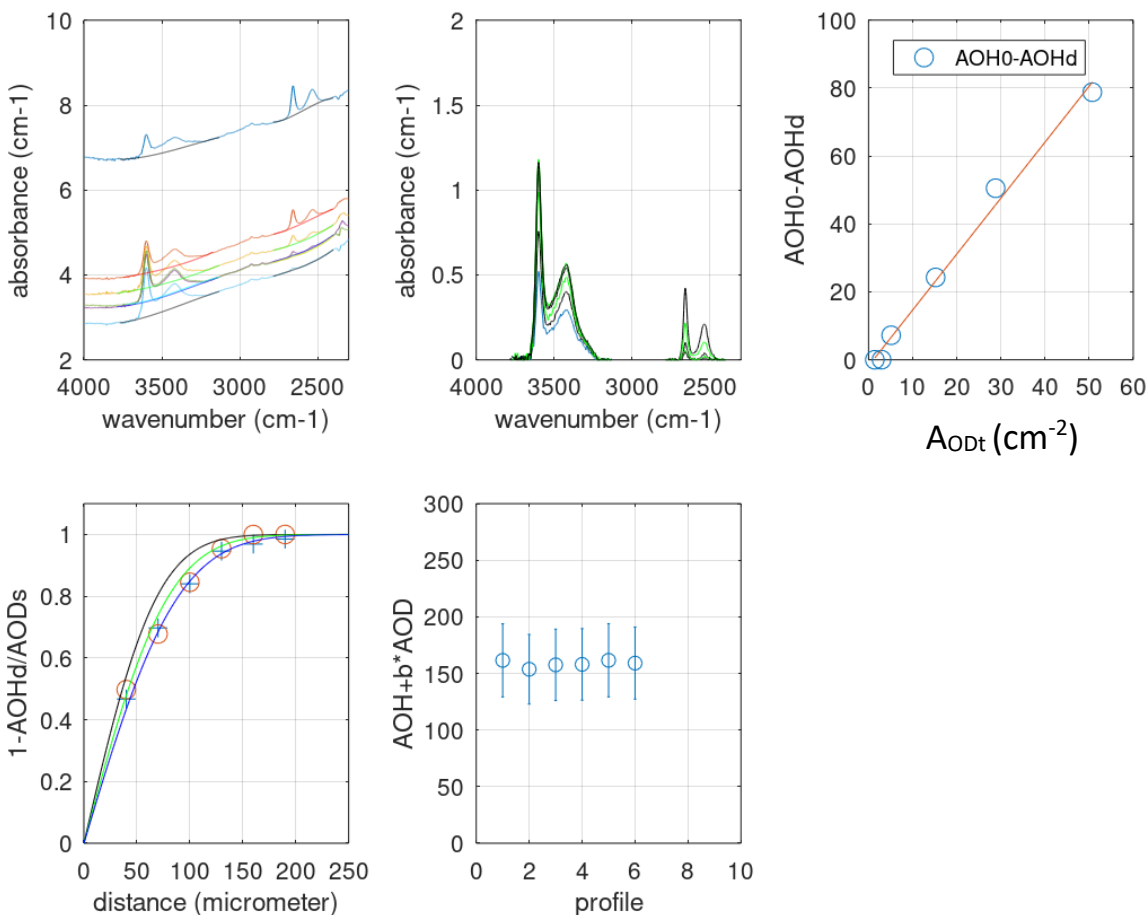 10
8
6
4
2
absorbance (cm-1)
4000 3500 3000 2500
wavenumber (cm-1)
2
1.5
1
0.5
0
absorbance (cm-1)
4000 3500 3000 2500
wavenumber (cm-1)
100
80
60
40
20
0
AOH0-AOHd
AOH0-AOHd
0 10 20 30 40 50 60
AODt (cm-2)
1
0.8
0.6
0.4
0.2
0
1-AOHd/AODs
0 50 100 150 200 250
distance (micrometer)
300
250
200
150
100
50
0
AOH+b*AOD
0 2 4 6 8 10
profile